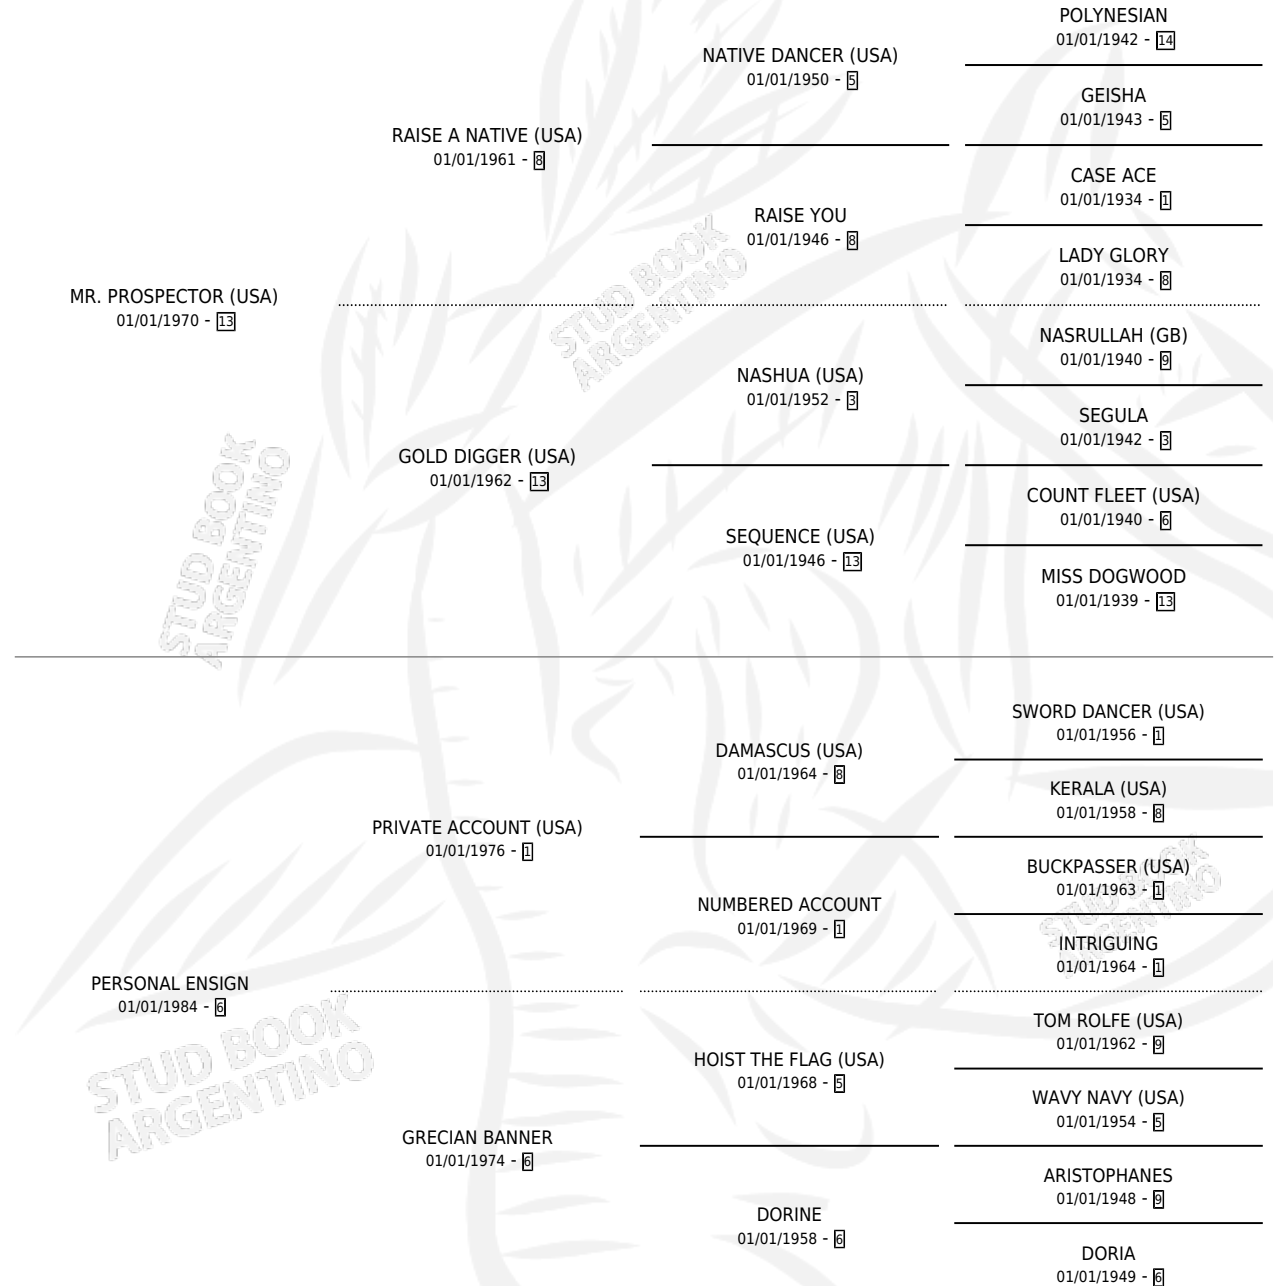 POLYNESIAN
01/01/1942 - 14
NATIVE DANCER (USA)
01/01/1950 - 5
GEISHA
01/01/1943 - 5
RAISE A NATIVE (USA)
01/01/1961 - 8
CASE ACE
01/01/1934 - 1
RAISE YOU
01/01/1946 - 8
LADY GLORY
01/01/1934 - 8
MR. PROSPECTOR (USA)
01/01/1970 - 13
NASRULLAH (GB)
01/01/1940 - 9
NASHUA (USA)
01/01/1952 - 3
SEGULA
01/01/1942 - 3
GOLD DIGGER (USA)
01/01/1962 - 13
COUNT FLEET (USA)
01/01/1940 - 6
SEQUENCE (USA)
01/01/1946 - 13
MISS DOGWOOD
01/01/1939 - 13
STUD BOOK
ARGENTINO
STUD BOOK
ARGENTINO
SWORD DANCER (USA)
01/01/1956 - 1
DAMASCUS (USA)
01/01/1964 - 8
KERALA (USA)
01/01/1958 - 8
PRIVATE ACCOUNT (USA)
01/01/1976 - 1
BUCKPASSER (USA)
01/01/1963 - 1
NUMBERED ACCOUNT
01/01/1969 - 1
INTRIGUING
01/01/1964 - 1
PERSONAL ENSIGN
01/01/1984 - 6
TOM ROLFE (USA)
01/01/1962 - 9
HOIST THE FLAG (USA)
01/01/1968 - 5
WAVY NAVY (USA)
01/01/1954 - 5
GRECIAN BANNER
01/01/1974 - 6
ARISTOPHANES
01/01/1948 - 9
DORINE
01/01/1958 - 6
DORIA
01/01/1949 - 6
STUD BOOK
ARGENTINO
STUD BOOK
ARGENTINO